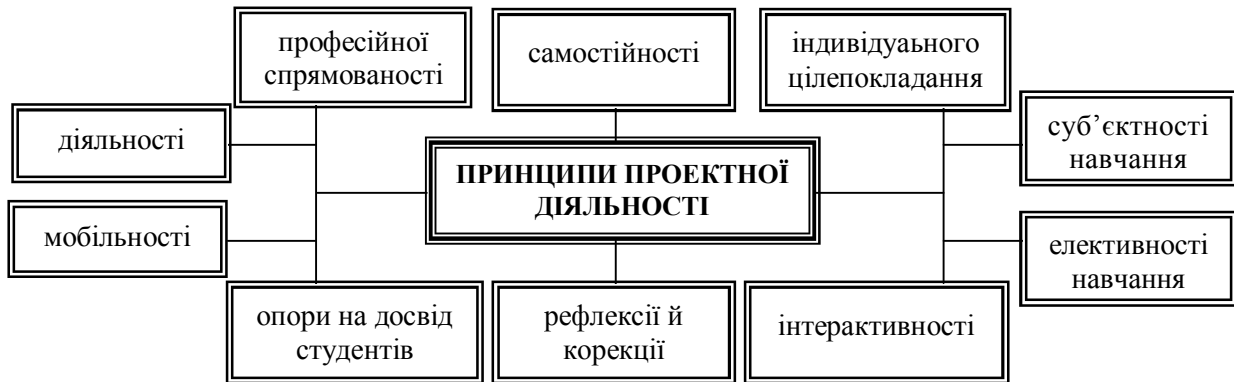 професійної
спрямованості
самостійності
індивідуаьного
цілепокладання
діяльності
суб’єктності
навчання
ПРИНЦИПИ ПРОЕКТНОЇ
ДІЯЛЬНОСТІ
мобільності
елективності
навчання
опори на досвід
студентів
рефлексії й
корекції
інтерактивності